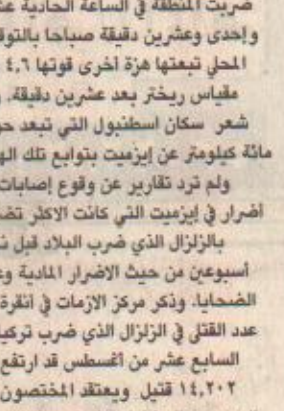 ضربت المنطقة في الساعة الحادية
وإحدى وعشرين دقيقة صباحا بالتوقيت
المحلي تبعتها هزة أخرى قوتها ٤,٦
مقياس ريختر بعد عشرين دقيقة.
شعر سكان اسطنبول التي تبعد
مائة كيلومتر عن إيزميت بتوابع تلك
ولم ترد تقارير عن وقوع إصابات
أضرار في إيزميت التي كانت الاكثر
بالزلزال الذي ضرب البلاد قبل
أسبوعين من حيث الاضرار المادية
الضحايا. وذكر مركز الازمات في أنقرة
عدد القتلى في الزلزال الذي ضرب تركيا
السابع عشر من أغسطس قد ارتفع
١٤,٢٠٢ قتيل ويعتقد المختصون